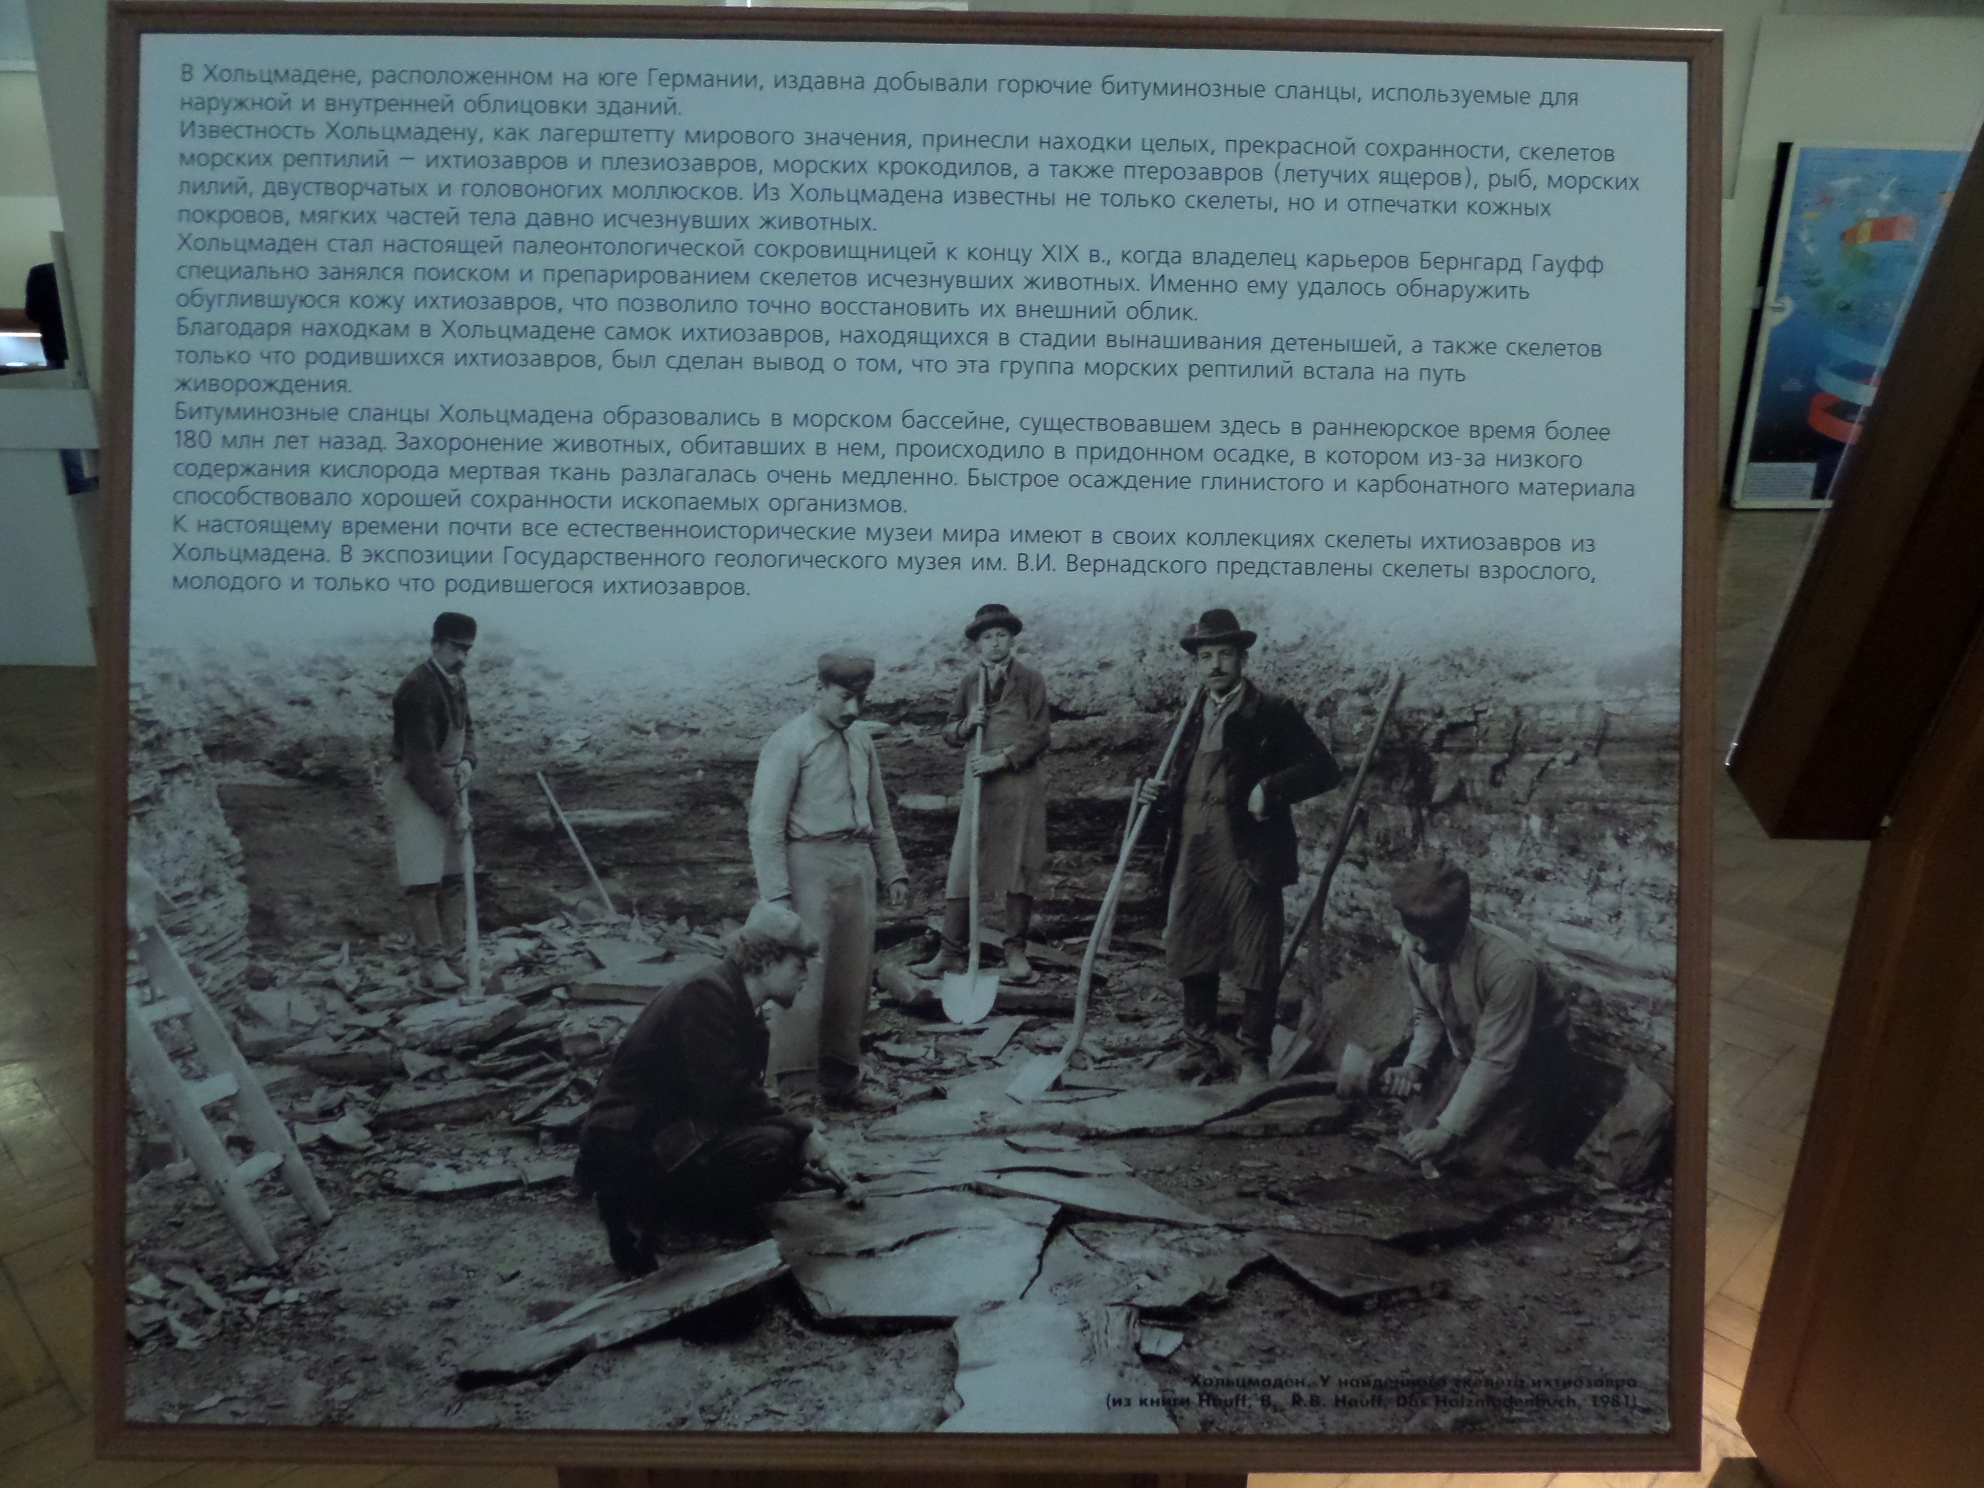 В Хольцмадене, расположенном на юге Германии, издавна добывали горючие битуминозные сланцы, используемые для
наружной и внутренней облицовки зданий.
Известность Хольцмадену, как лагерштетту мирового значения, принесли находки целых, прекрасной сохранности, скелетов
морских рептилий — ихтиозавров и плезиозавров, морских крокодилов, а также птерозавров (летучих ящеров), рыб, морских
лилий, двустворчатых и головоногих моллюсков. Из Хольцмадена известны не только скелеты, но и отпечатки кожных
покровов, мягких частей тела давно исчезнувших животных.
Хольцмаден стал настоящей палеонтологической сокровищницей к концу XIX в., когда владелец карьеров Бернгард Гауфф
специально занялся поиском и препарированием скелетов исчезнувших животных. Именно ему удалось обнаружить
обуглившуюся кожу ихтиозавров, что позволило точно восстановить их внешний облик.
Благодаря находкам в Хольцмадене самок ихтиозавров, находящихся в стадии вынашивания детенышей, а также скелетов
только что родившихся ихтиозавров, был сделан вывод о том, что эта группа морских рептилий встала на путь
живорождения.
Битуминозные сланцы Хольцмадена образовались в морском бассейне, существовавшем здесь в раннеюрское время более
180 млн лет назад. Захоронение животных, обитавших в нем, происходило в придонном осадке, в котором из-за низкого
содержания кислорода мертвая ткань разлагалась очень медленно. Быстрое осаждение глинистого и карбонатного материала
способствовало хорошей сохранности ископаемых организмов.
К настоящему времени почти все естественноисторические музеи мира имеют в своих коллекциях скелеты ихтиозавров из
Хольцмадена. В экспозиции Государственного геологического музея им. В.И. Вернадского представлены скелеты взрослого,
молодого и только что родившегося ихтиозавров.
Хольцмаден. У найденного скелета ихтиозавра
(из книги Hauff, B., R.B. Hauff, Das Holzmadenbuch, 1981)